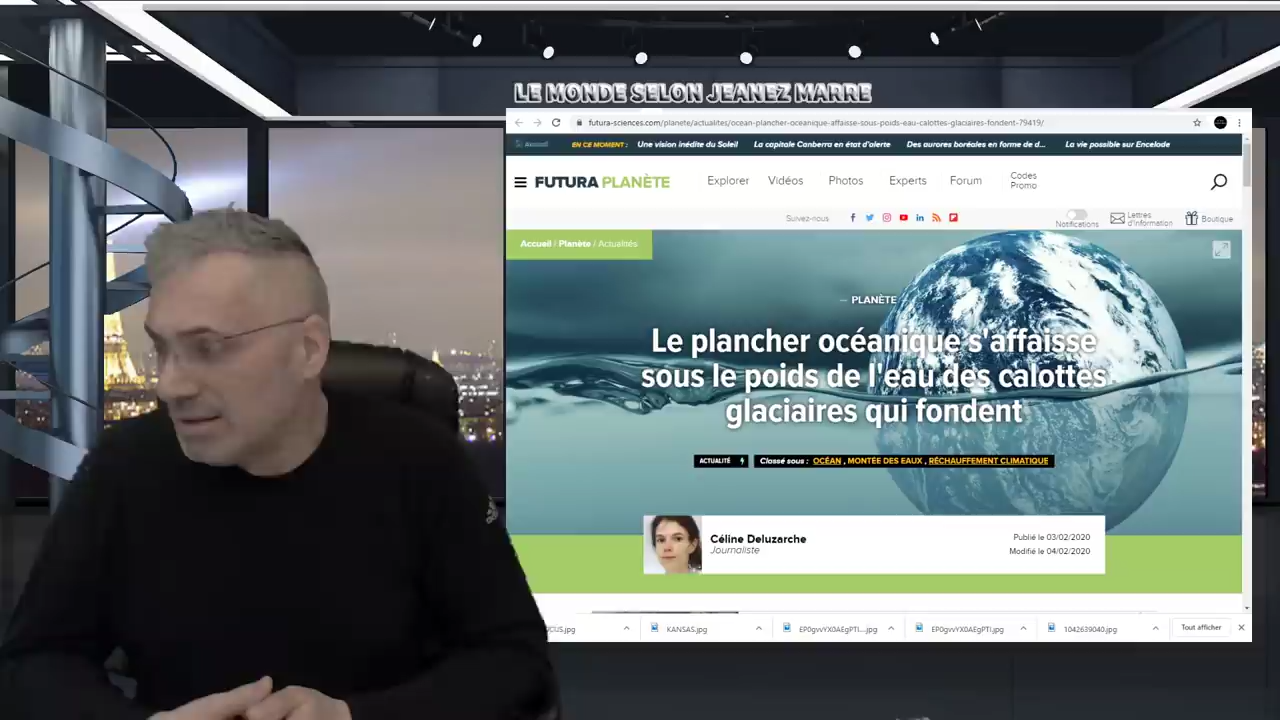 LE MONDE SELON JEANEZ MARRE
futura-sciences.com/planete/actualites/ocean-plancher-oceanique-affaisse-sous-poids-eau-calottes-glaciaires-fondent-79419/
Accueil EN CE MOMENT : Une vision inédite du Soleil La capitale Canberra en état d'alerte Des aurores boréales en forme de d... La vie possible sur Encelade
FUTURA PLANÈTE Explorer Vidéos Photos Experts Forum Codes
Promo
Suivez-nous Notifications Lettres
d'information Boutique
Accueil / Planète / Actualités
— PLANÈTE
Le plancher océanique s'affaisse
sous le poids de l'eau des calottes
glaciaires qui fondent
ACTUALITÉ Classé sous : OCÉAN , MONTÉE DES EAUX , RÉCHAUFFEMENT CLIMATIQUE
Céline Deluzarche
Journaliste
Publié le 03/02/2020
Modifié le 04/02/2020
KANSAS.jpg EP0gvvYX0AEgPTI....jpg EP0gvvYX0AEgPTI.jpg 1042639040.jpg Tout afficher